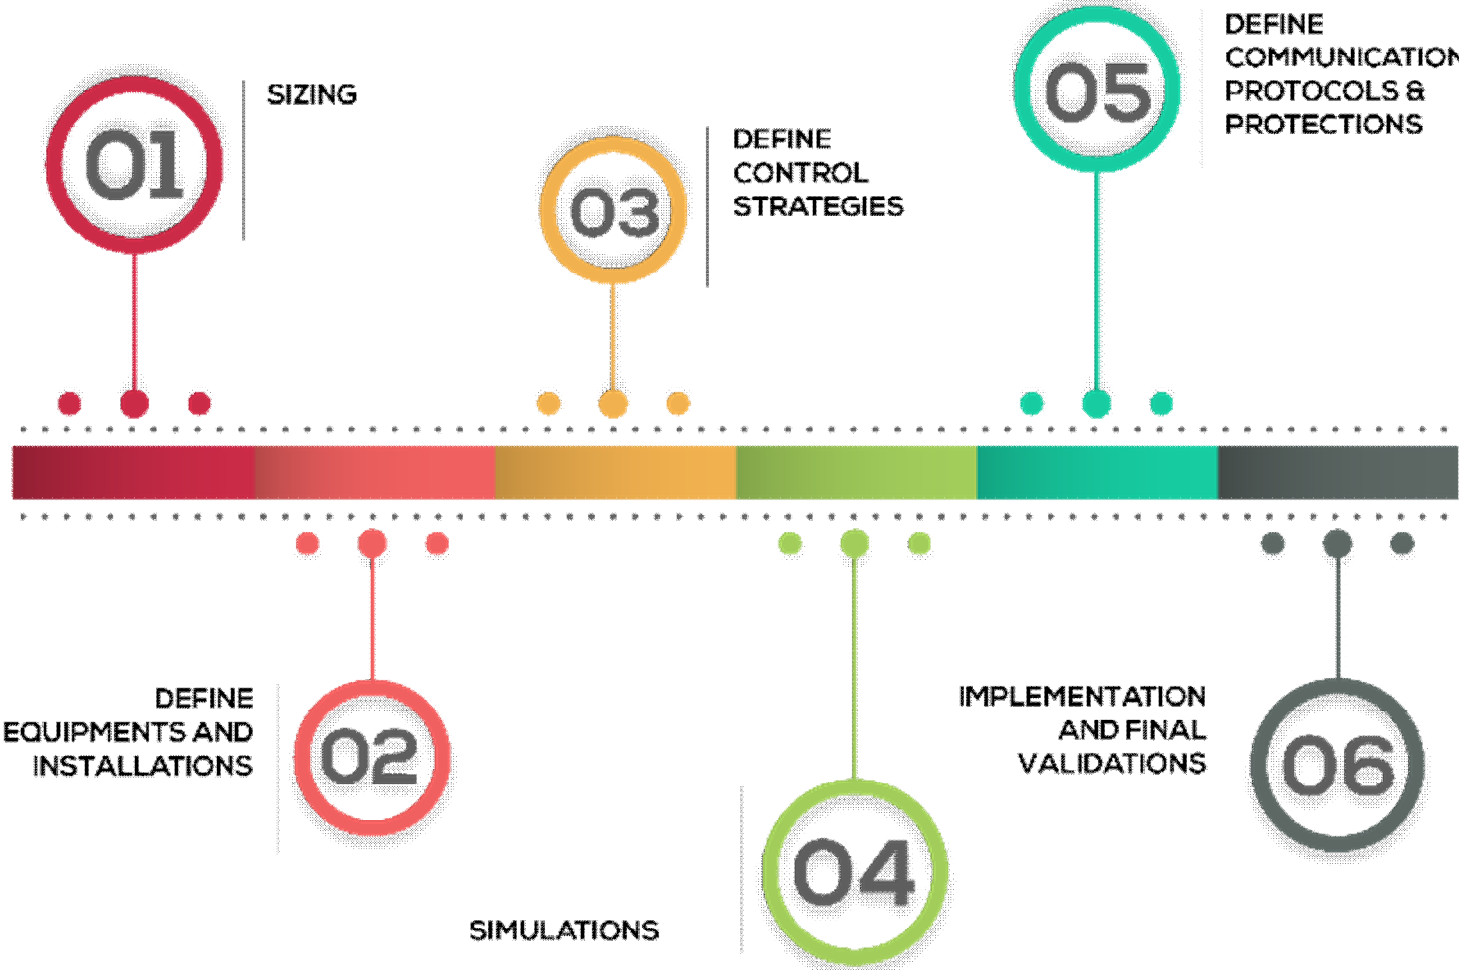 01
SIZING
02
DEFINE
EQUIPMENTS AND
INSTALLATIONS
03
DEFINE
CONTROL
STRATEGIES
04
SIMULATIONS
05
DEFINE
COMMUNICATION
PROTOCOLS &
PROTECTIONS
06
IMPLEMENTATION
AND FINAL
VALIDATIONS